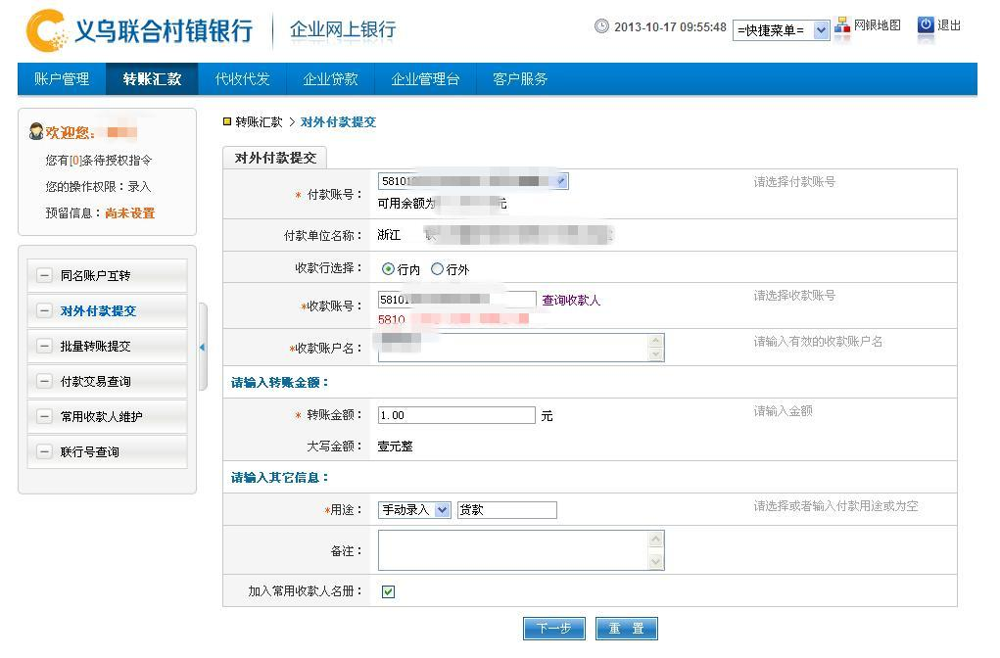 义乌联合村镇银行
企业网上银行
2013-10-17 09:55:48
=快捷菜单=
网银地图
退出
账户管理 转账汇款 代收代发 企业贷款 企业管理台 客户服务
欢迎您:
您有[0]条待授权指令
您的操作权限：录入
预留信息：尚未设置
同名账户互转
对外付款提交
批量转账提交
付款交易查询
常用收款人维护
联行号查询
转账汇款 > 对外付款提交
对外付款提交
* 付款账号： 5810 请选择付款账号
可用余额为 元
付款单位名称： 浙江
收款行选择： 行内 行外
*收款账号： 5810 查询收款人 请选择收款账号
5810
*收款账户名： 请输入有效的收款账户名
请输入转账金额：
* 转账金额： 1.00 元 请输入金额
大写金额： 壹元整
请输入其它信息：
*用途： 手动录入 货款 请选择或者输入付款用途或为空
备注：
加入常用收款人名册：
下一步 重 置